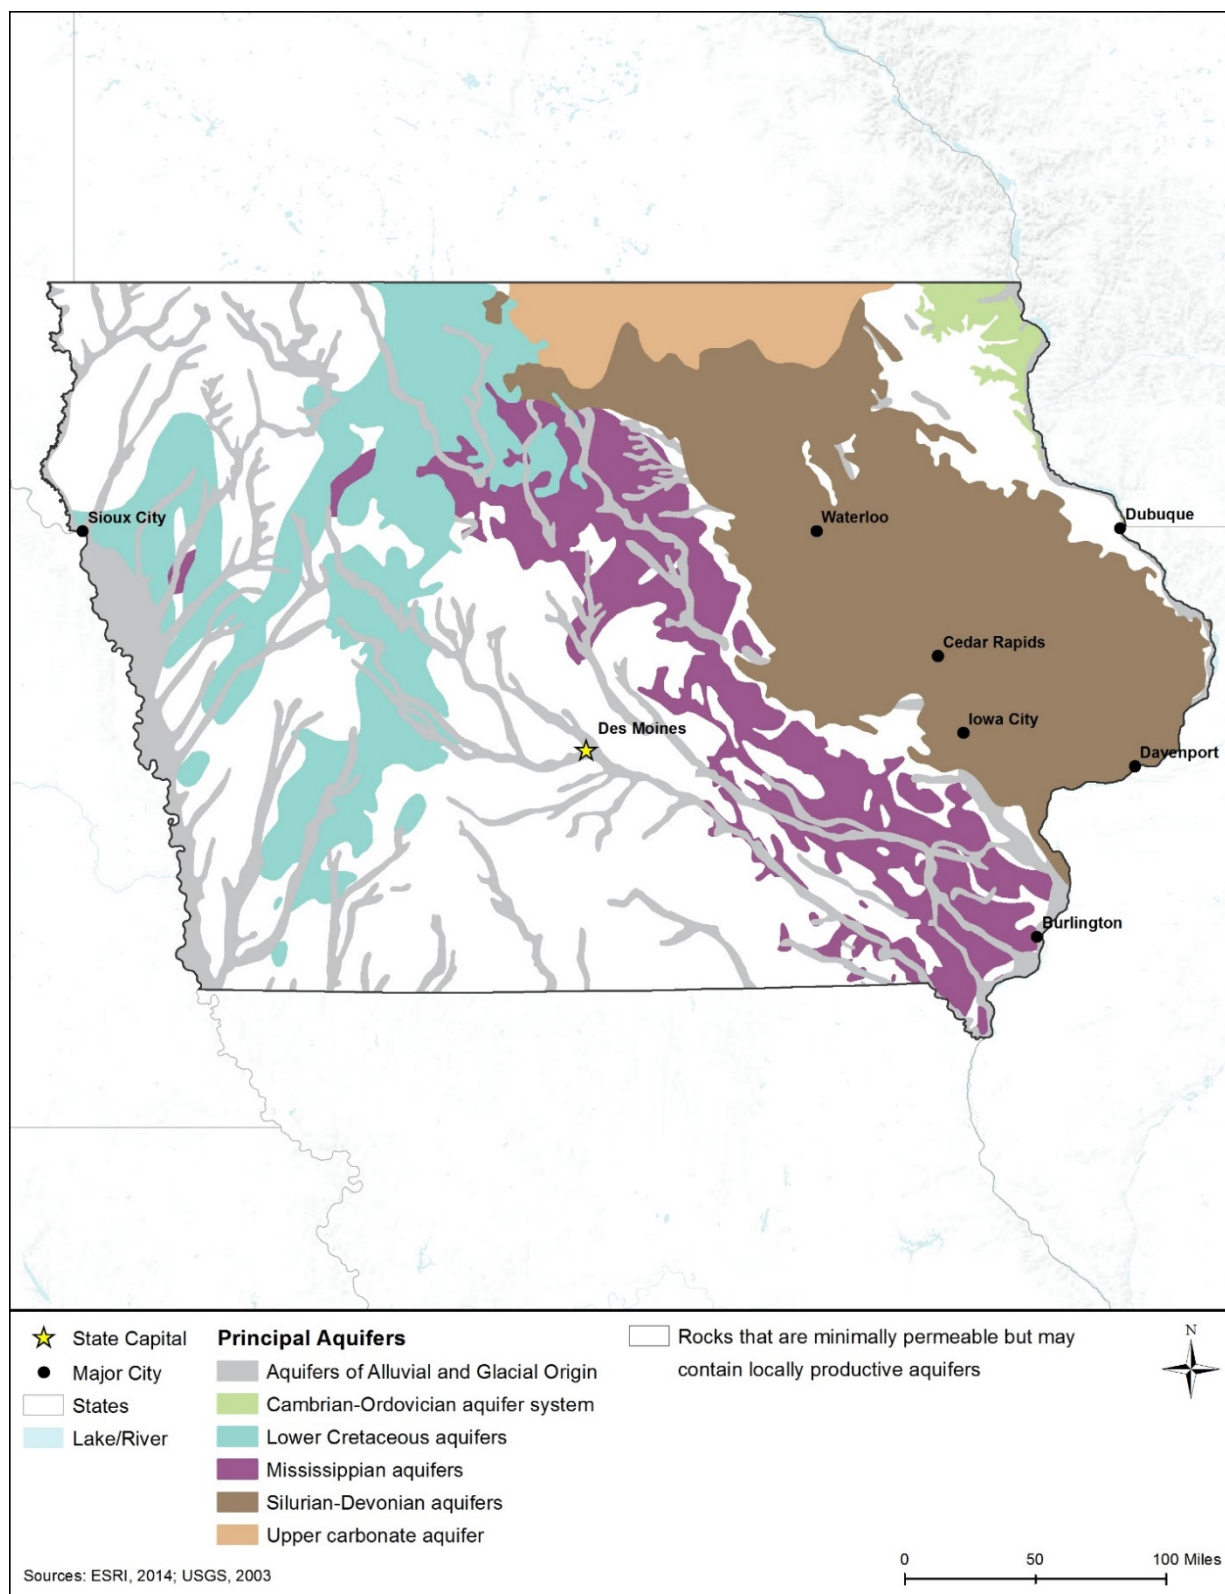 Sioux City
Waterloo
Dubuque
Cedar Rapids
Iowa City
Des Moines
Davenport
Burlington
State Capital
Major City
States
Lake/River
Principal Aquifers
Aquifers of Alluvial and Glacial Origin
Cambrian-Ordovician aquifer system
Lower Cretaceous aquifers
Mississippian aquifers
Silurian-Devonian aquifers
Upper carbonate aquifer
Rocks that are minimally permeable but may
contain locally productive aquifers
N
0 50 100 Miles
Sources: ESRI, 2014; USGS, 2003